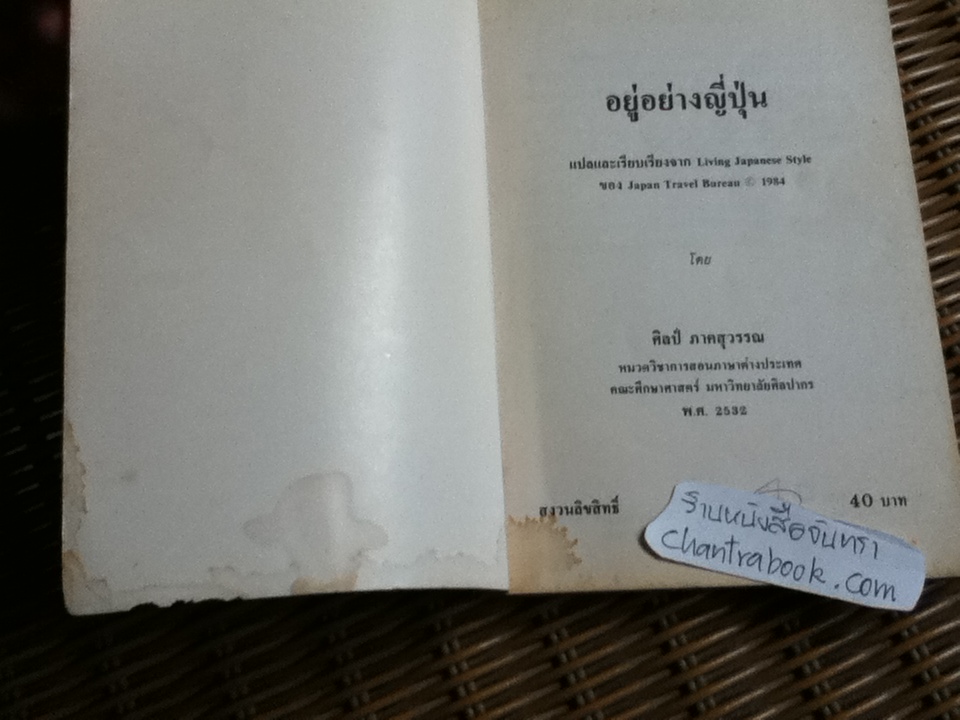 อยู่อย่างญี่ปุ่น
แปลและเรียบเรียงจาก Living Japanese Style
ของ Japan Travel Bureau © 1984
โดย
ศิลป์ ภาคสุวรรณ
หมวดวิชาการสอนภาษาต่างประเทศ
คณะศึกษาศาสตร์ มหาวิทยาลัยศิลปากร
พ.ศ. 2532
สงวนลิขสิทธิ์
40 บาท
ร้านหนังสือจันทรา
chantrabook.com